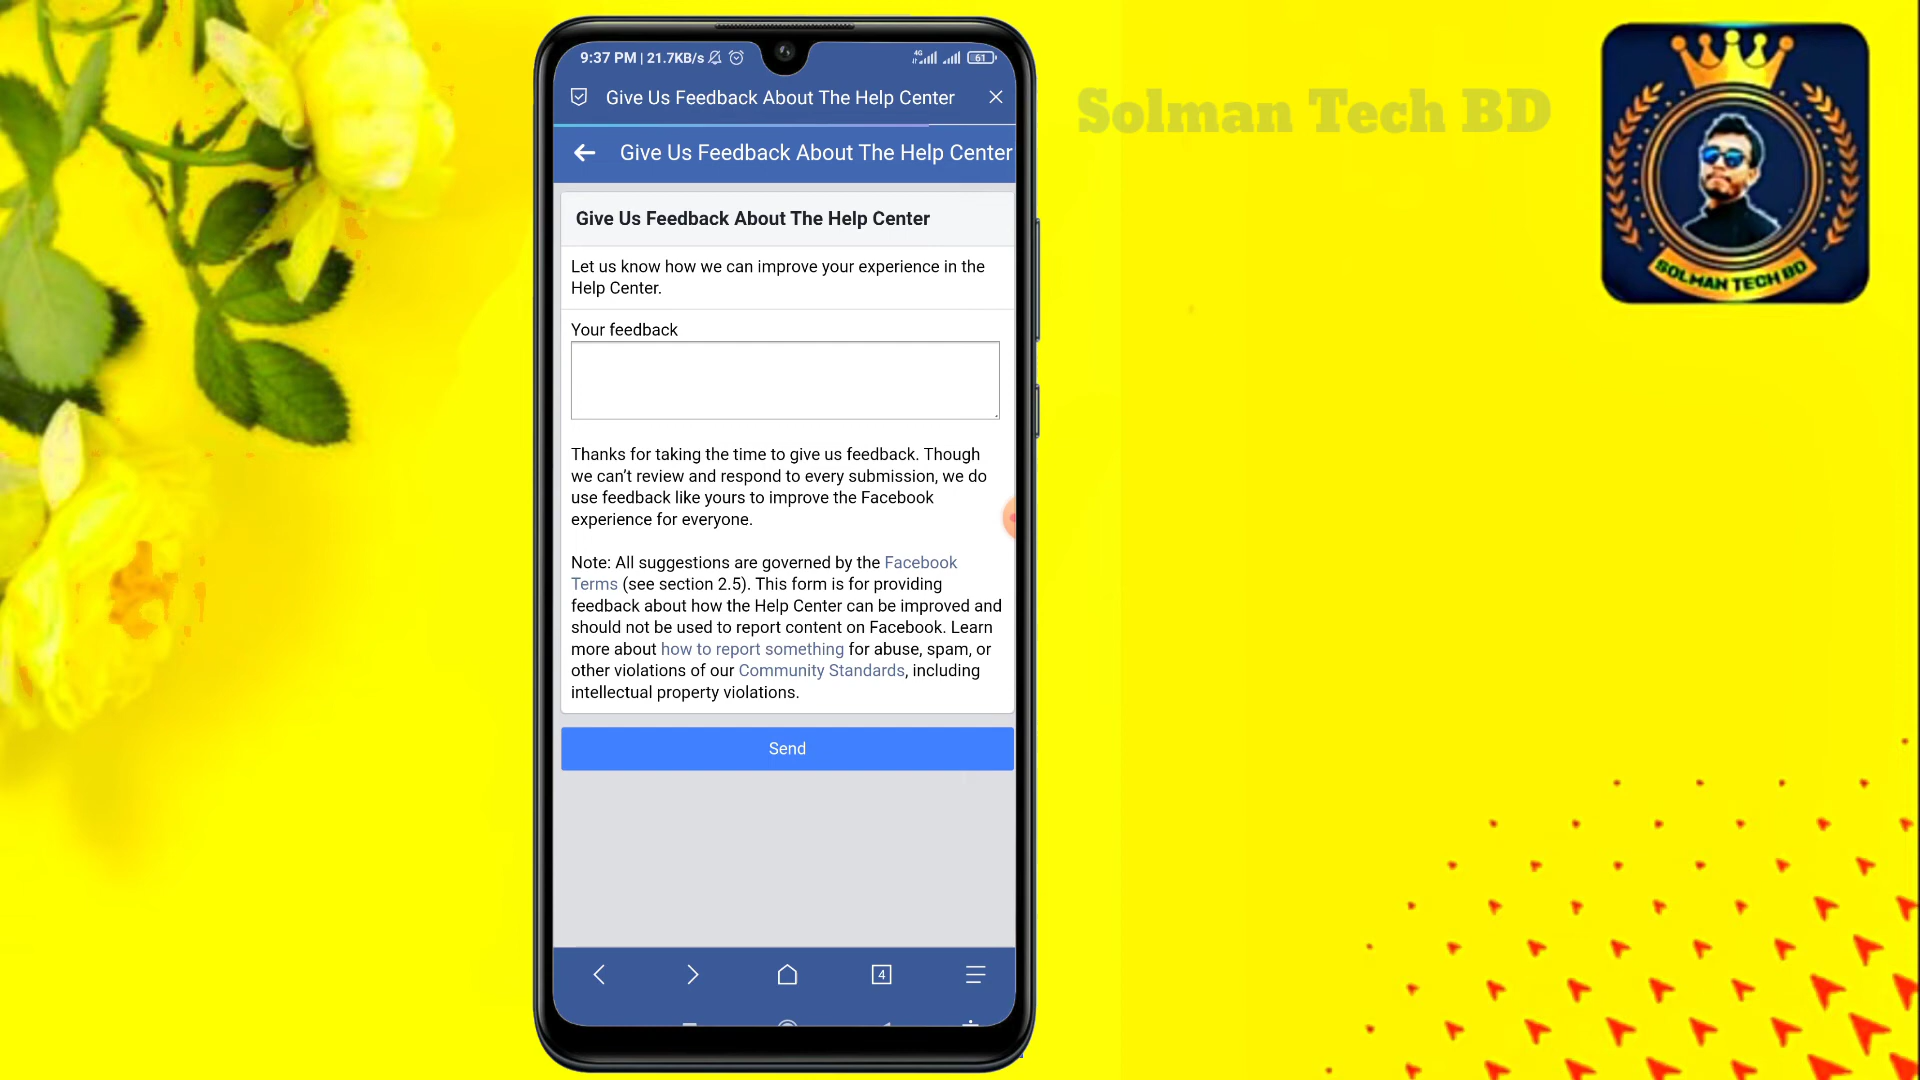 9:37 PM | 21.7KB/s
4G
61
Give Us Feedback About The Help Center
Give Us Feedback About The Help Center
Give Us Feedback About The Help Center
Let us know how we can improve your experience in the
Help Center.
Your feedback
Thanks for taking the time to give us feedback. Though
we can't review and respond to every submission, we do
use feedback like yours to improve the Facebook
experience for everyone.
Note: All suggestions are governed by the Facebook
Terms (see section 2.5). This form is for providing
feedback about how the Help Center can be improved and
should not be used to report content on Facebook. Learn
more about how to report something for abuse, spam, or
other violations of our Community Standards, including
intellectual property violations.
Send
4
Solman Tech BD
SOLMAN TECH BD